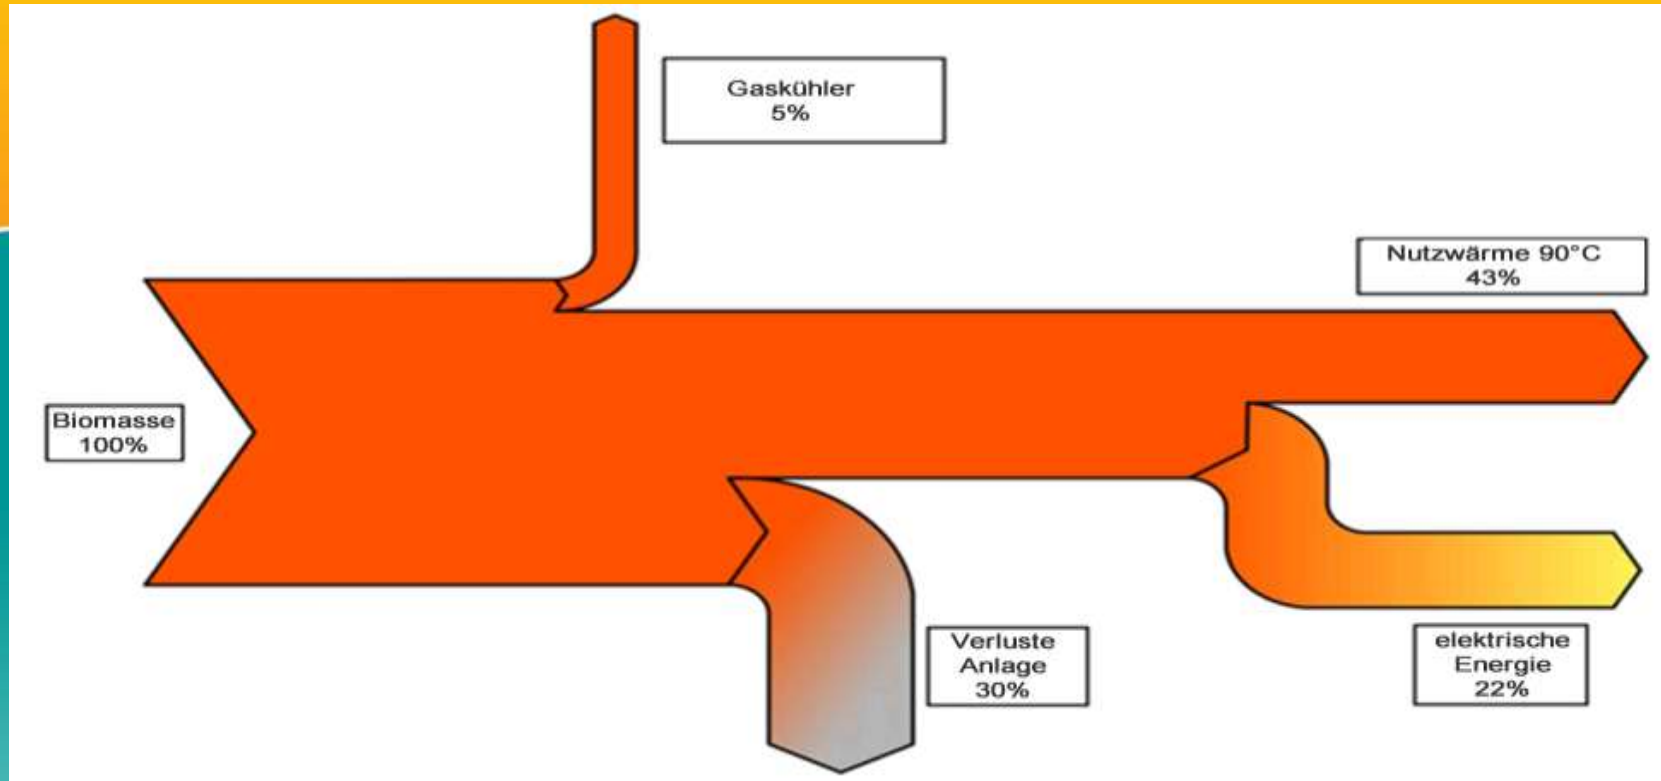 Gaskühler
5%
Nutzwärme 90°C
43%
Biomasse
100%
Verluste
Anlage
30%
elektrische
Energie
22%